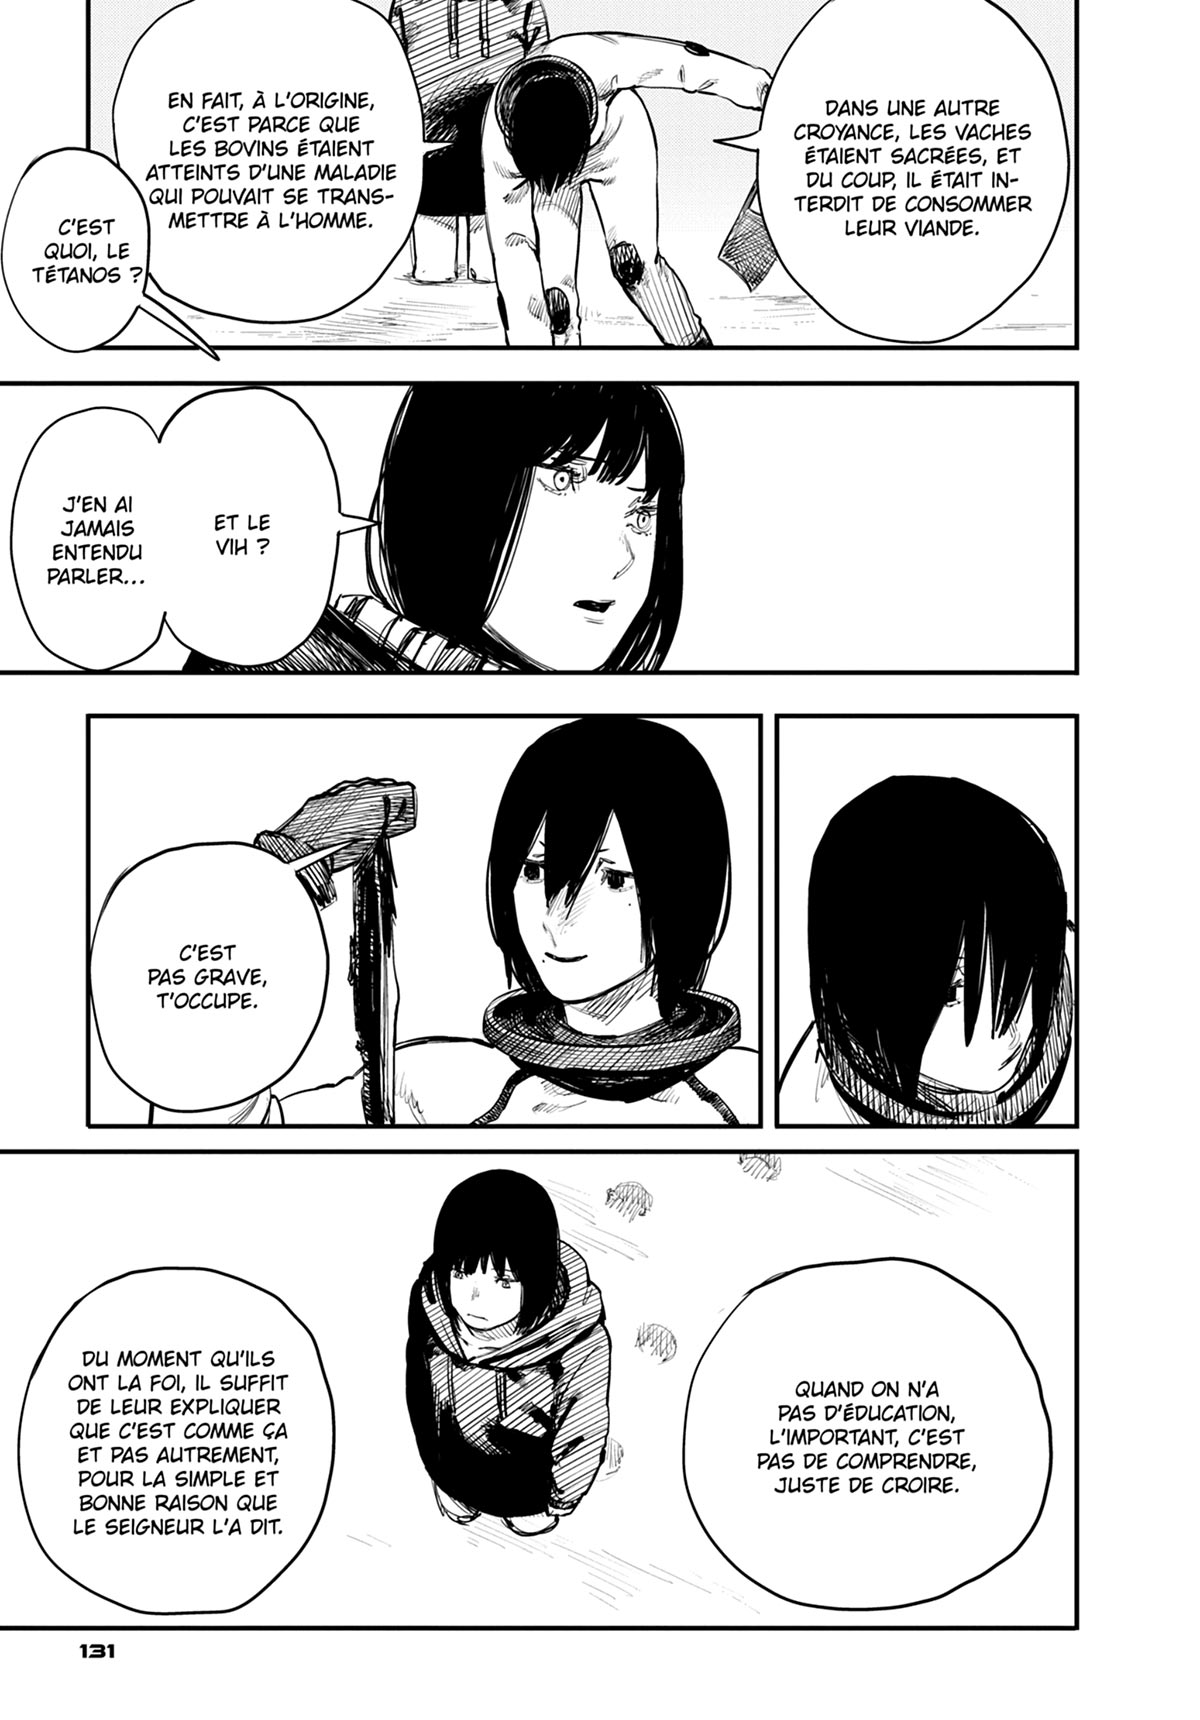 DANS UNE AUTRE
CROYANCE, LES VACHES
ÉTAIENT SACRÉES, ET
DU COUP, IL ÉTAIT IN-
TERDIT DE CONSOMMER
LEUR VIANDE.
EN FAIT, À L'ORIGINE,
C'EST PARCE QUE
LES BOVINS ÉTAIENT
ATTEINTS D'UNE MALADIE
QUI POUVAIT SE TRANS-
METTRE À L'HOMME.
C'EST
QUOI, LE
TÉTANOS ?
ET LE
VIH ?
J'EN AI
JAMAIS
ENTENDU
PARLER...
C'EST
PAS GRAVE,
T'OCCUPE.
QUAND ON N'A
PAS D'ÉDUCATION,
L'IMPORTANT, C'EST
PAS DE COMPRENDRE,
JUSTE DE CROIRE.
DU MOMENT QU'ILS
ONT LA FOI, IL SUFFIT
DE LEUR EXPLIQUER
QUE C'EST COMME ÇA
ET PAS AUTREMENT,
POUR LA SIMPLE ET
BONNE RAISON QUE
LE SEIGNEUR L'A DIT.
131